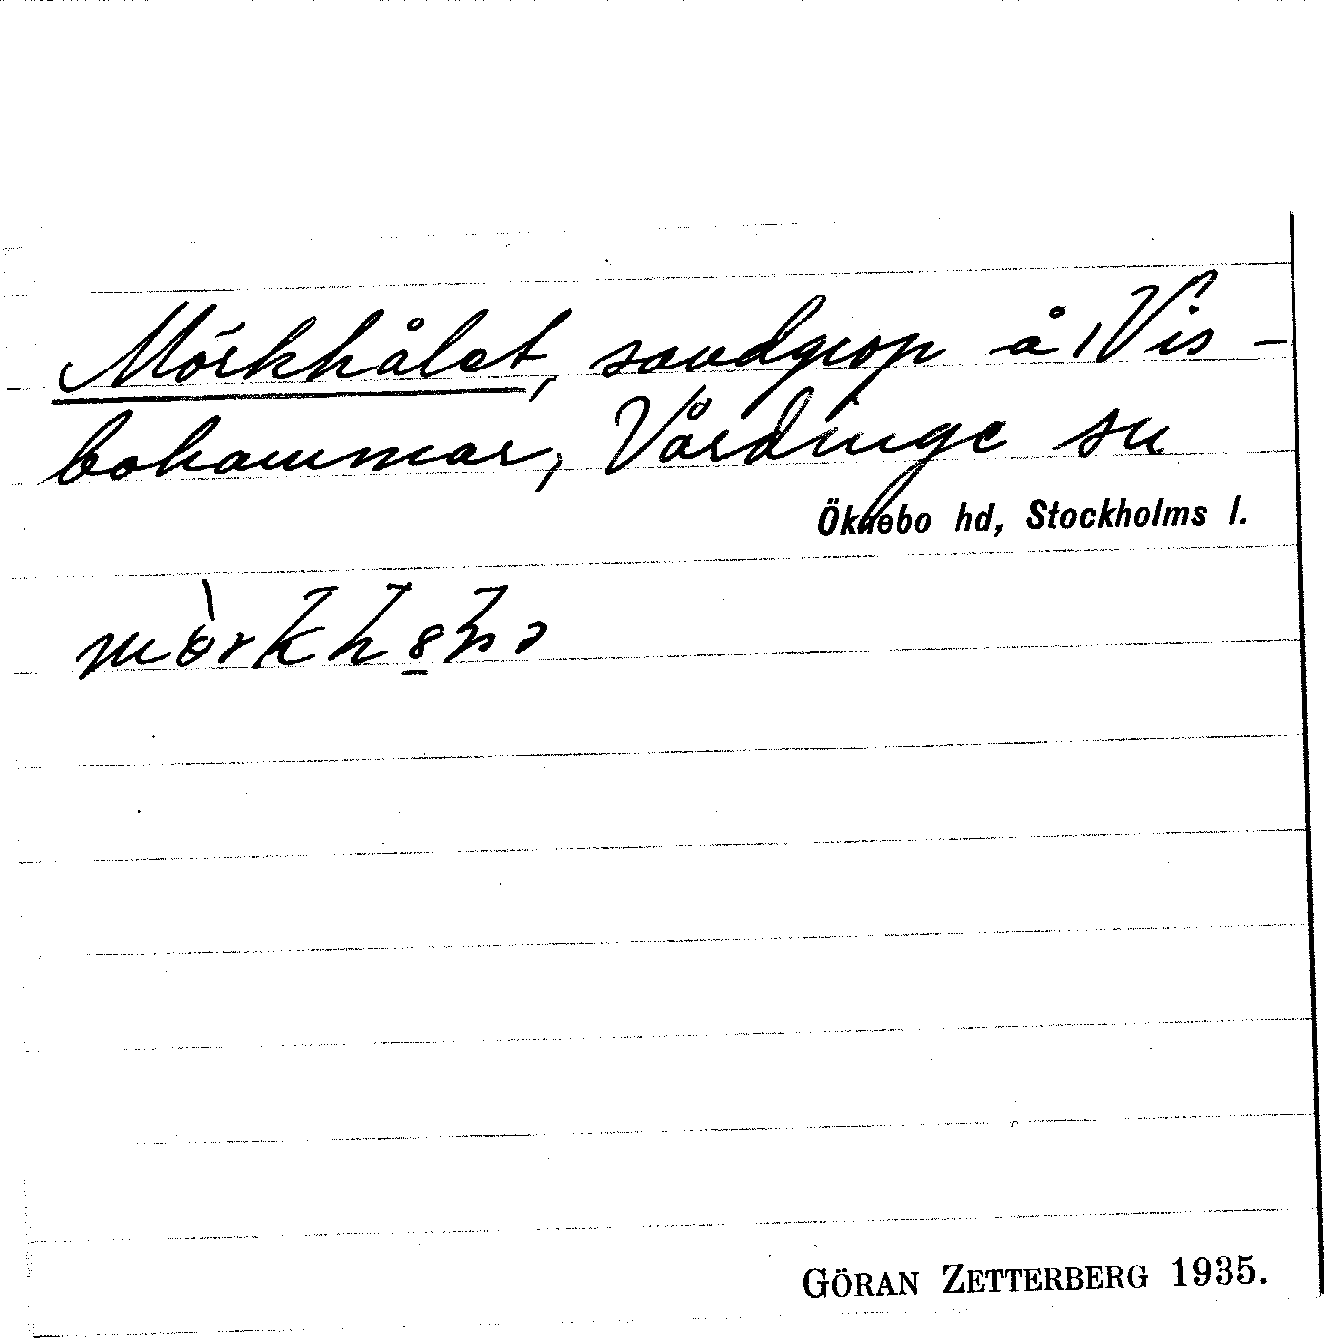 Mörkhålet, sandgrop å Vis-
bohammar, Vårdinge sn
Öknebo hd, Stockholms l.
GÖRAN ZETTERBERG 1935.